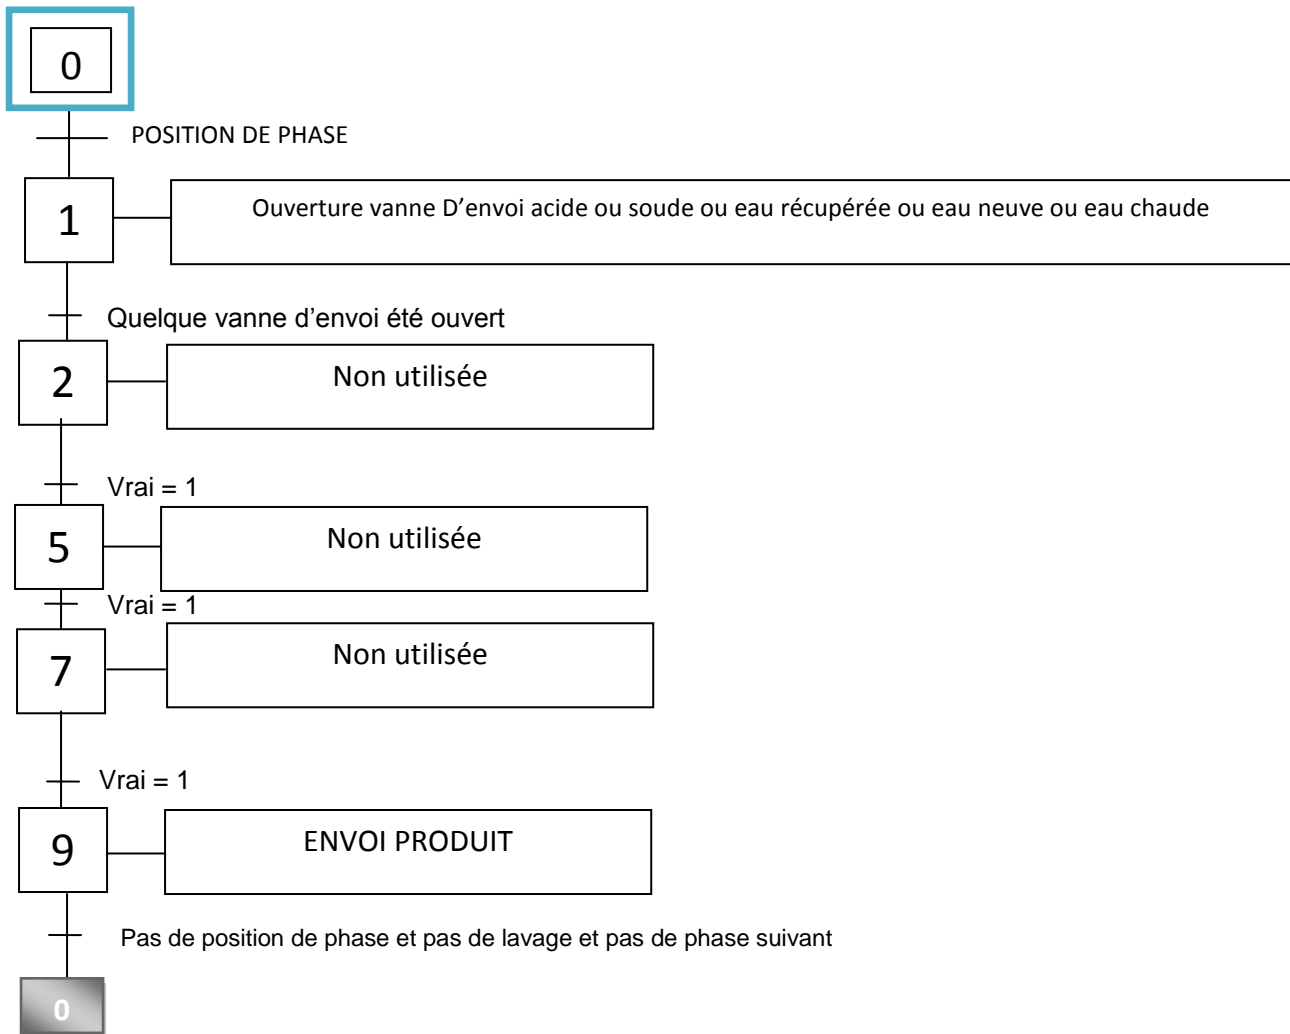 0
POSITION DE PHASE
1
Ouverture vanne D’envoi acide ou soude ou eau récupérée ou eau neuve ou eau chaude
Quelque vanne d’envoi été ouvert
2
Non utilisée
Vrai = 1
5
Non utilisée
Vrai = 1
7
Non utilisée
Vrai = 1
9
ENVOI PRODUIT
Pas de position de phase et pas de lavage et pas de phase suivant
0